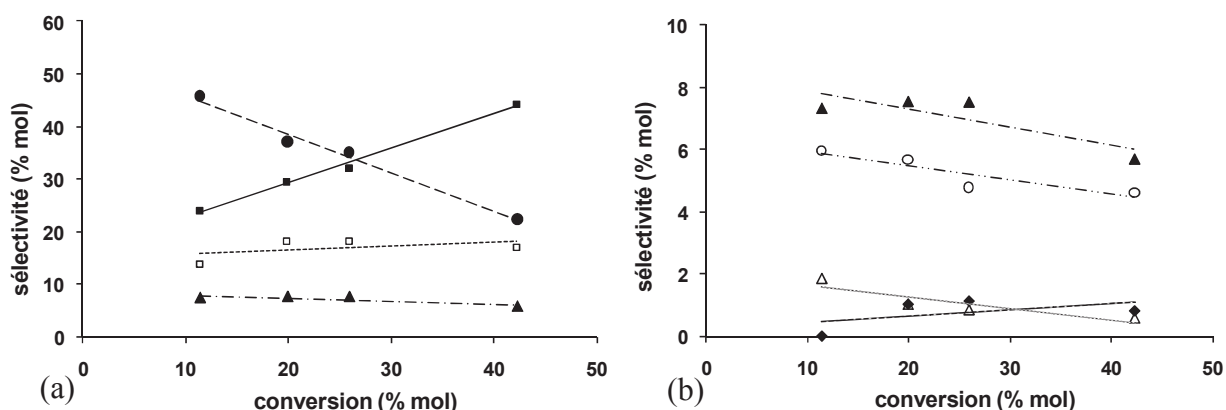 sélectivité (% mol)
60
50
40
30
20
10
0
0 10 20 30 40 50
conversion (% mol)
(a)
sélectivité (% mol)
10
8
6
4
2
0
0 10 20 30 40 50
conversion (% mol)
(b)